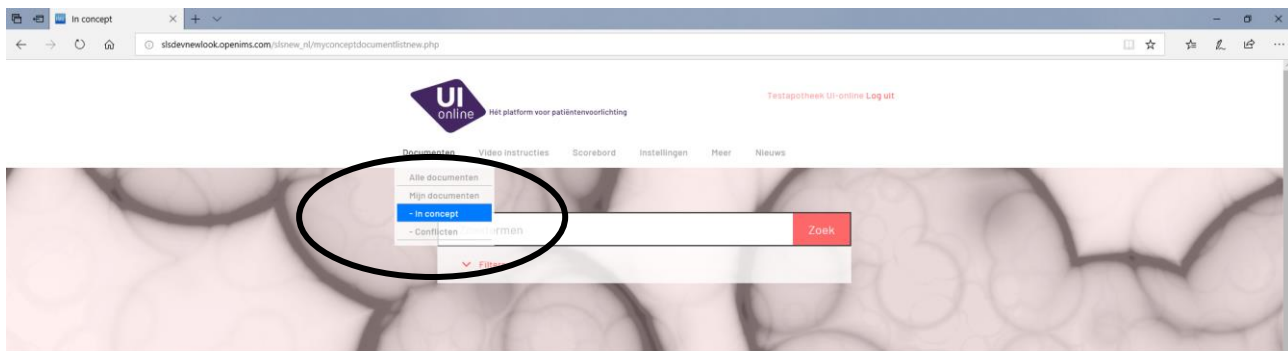 In concept
slsdevnewlook.openims.com/slsnew_nl/myconceptdocumentlistnew.php
UI
online
Hét platform voor patiëntenvoorlichting
Testapotheek UI-online Log uit
Documenten Video instructies Scorebord Instellingen Meer Nieuws
Alle documenten
Mijn documenten
- In concept
- Conflicten
Zoek